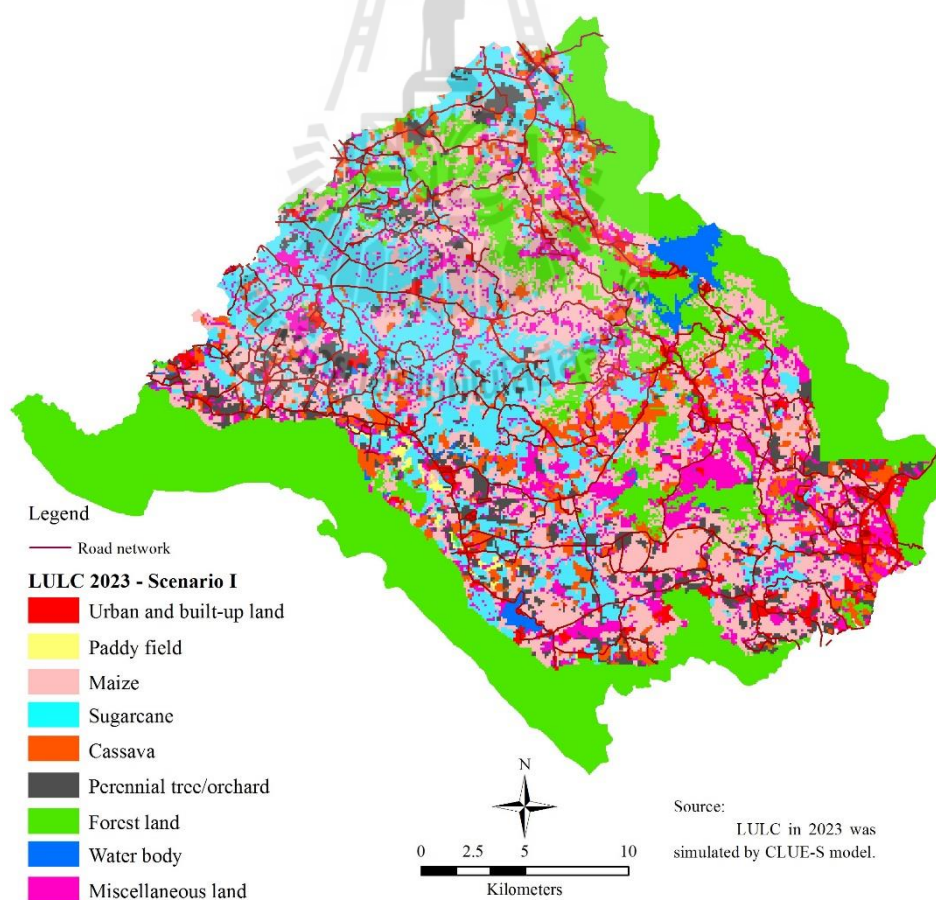 Legend
Road network
LULC 2023 - Scenario I
Urban and built-up land
Paddy field
Maize
Sugarcane
Cassava
Perennial tree/orchard
Forest land
Water body
Miscellaneous land
N
0 2.5 5 10
Kilometers
Source:
LULC in 2023 was
simulated by CLUE-S model.